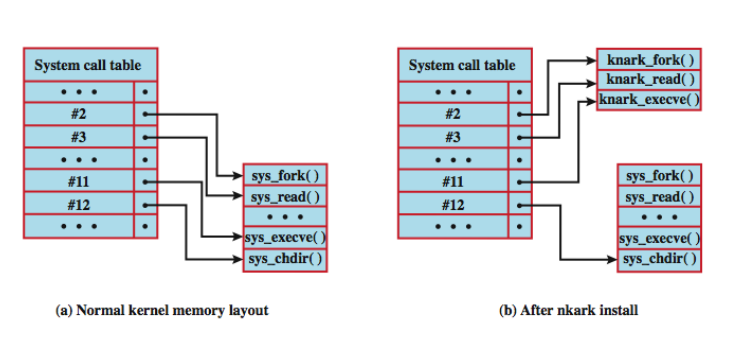 System call table
• • •
#2
#3
• • •
#11
#12
• • •
sys_fork( )
sys_read( )
• • •
sys_execve( )
sys_chdir( )
(a) Normal kernel memory layout
System call table
• • •
#2
#3
• • •
#11
#12
• • •
knark_fork( )
knark_read( )
knark_execve( )
sys_fork( )
sys_read( )
• • •
sys_execve( )
sys_chdir( )
(b) After nkark install